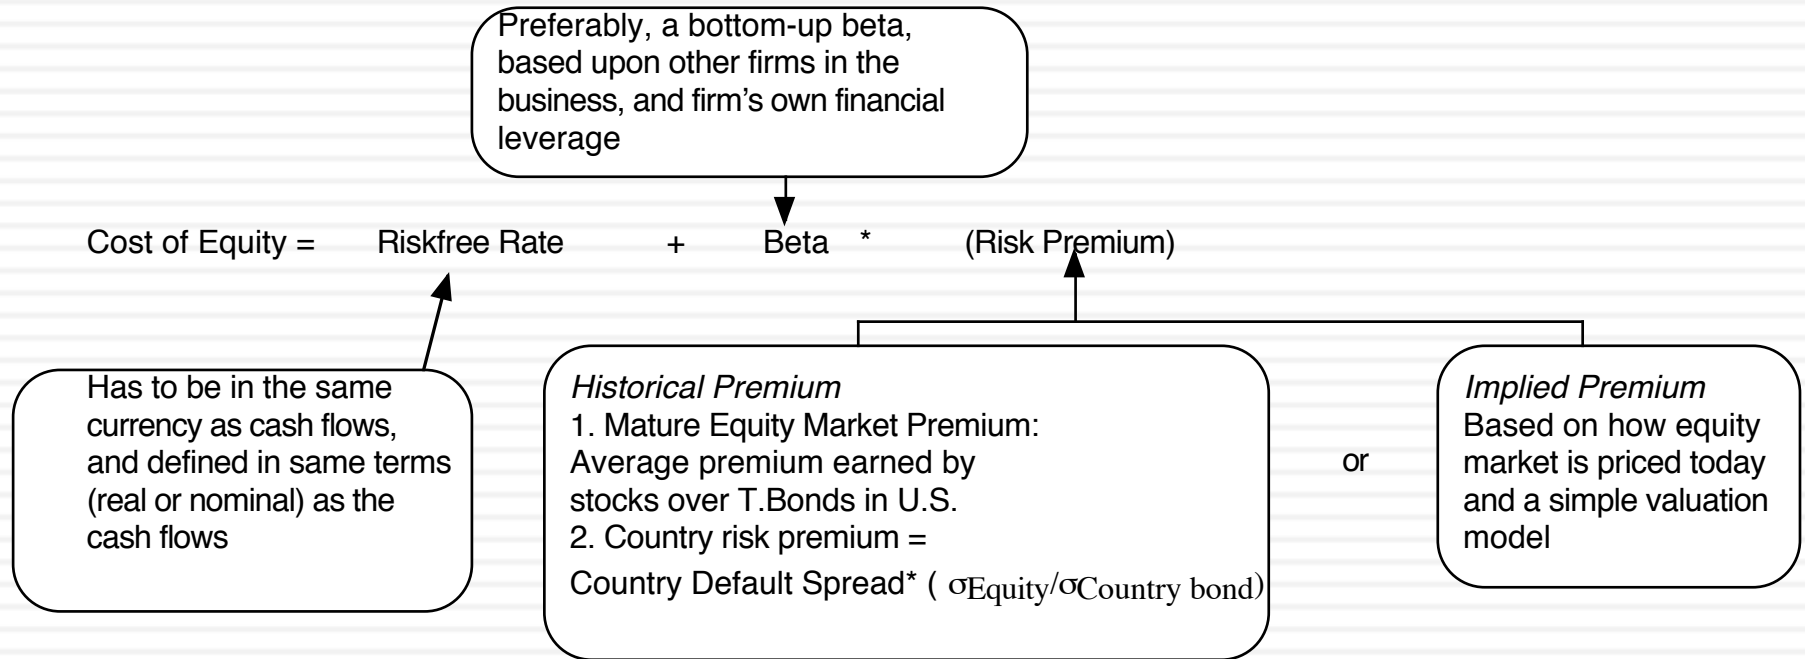 Preferably, a bottom-up beta,
based upon other firms in the
business, and firm's own financial
leverage
Cost of Equity = Riskfree Rate + Beta * (Risk Premium)
Has to be in the same
currency as cash flows,
and defined in same terms
(real or nominal) as the
cash flows
Historical Premium
1. Mature Equity Market Premium:
Average premium earned by
stocks over T.Bonds in U.S.
2. Country risk premium =
Country Default Spread* ( σEquity/σCountry bond)
or
Implied Premium
Based on how equity
market is priced today
and a simple valuation
model